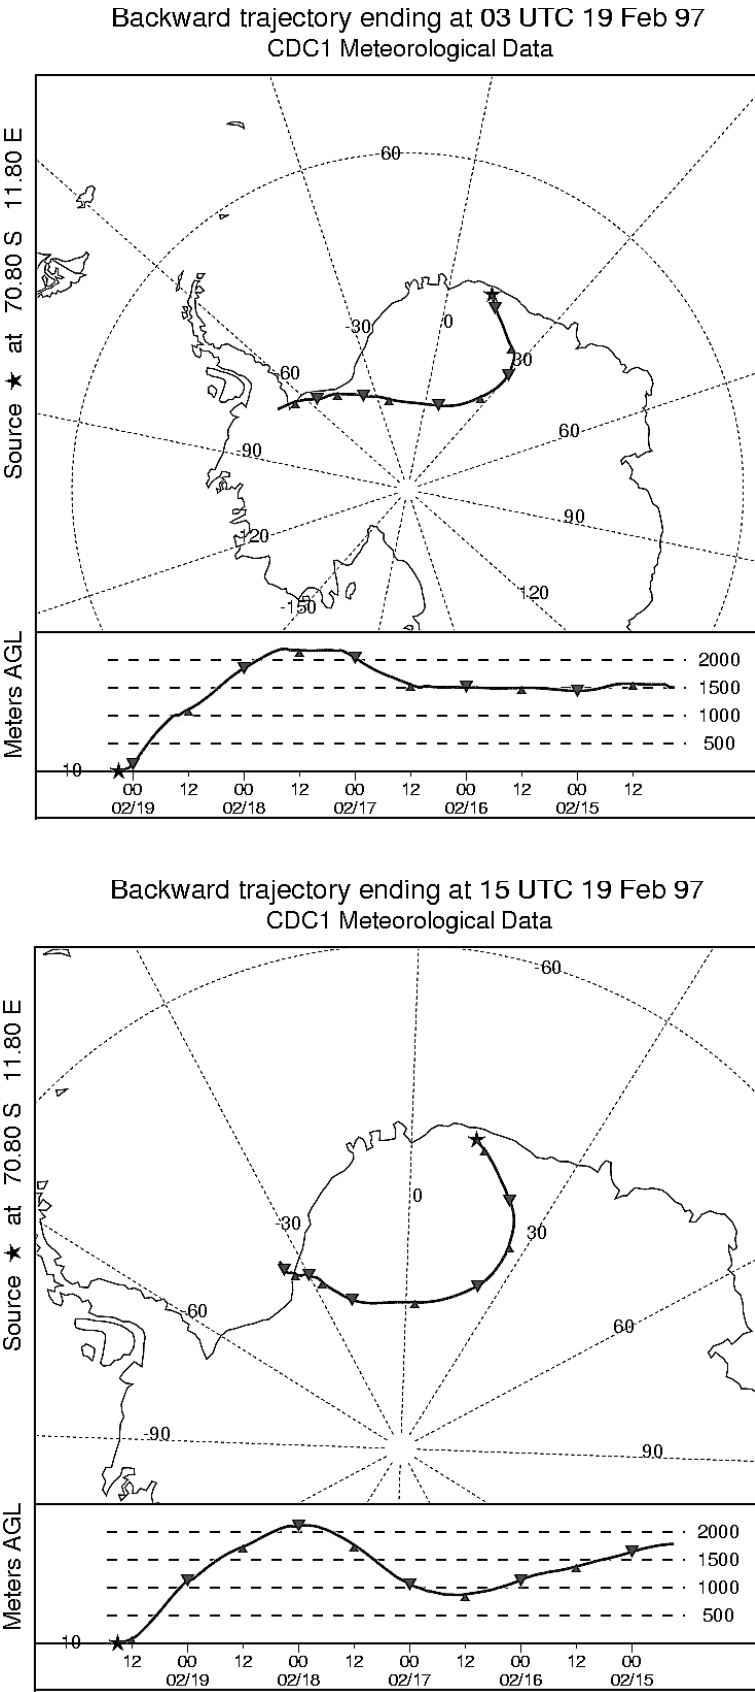 Backward trajectory ending at 03 UTC 19 Feb 97
CDC1 Meteorological Data
Source ★ at 70.80 S 11.80 E
60
-30
0
30
60
-90
60
90
120
120
-150
Meters AGL
2000
1500
1000
500
10
00 12 00 12 00 12 00 12 00 12
02/19 02/18 02/17 02/16 02/15
Backward trajectory ending at 15 UTC 19 Feb 97
CDC1 Meteorological Data
Source ★ at 70.80 S 11.80 E
-60
0
-30
30
-60
60
-90
90
Meters AGL
2000
1500
1000
500
10
12 00 12 00 12 00 12 00 12 00
02/19 02/18 02/17 02/16 02/15